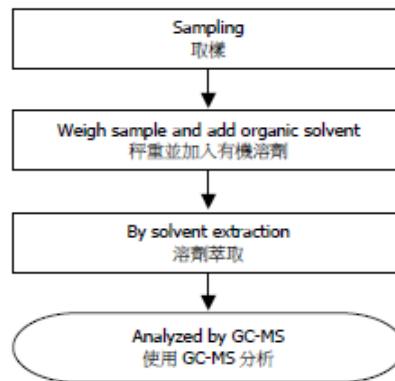 Sampling
取樣
Weigh sample and add organic solvent
秤重並加入有機溶劑
By solvent extraction
溶劑萃取
Analyzed by GC-MS
使用 GC-MS 分析